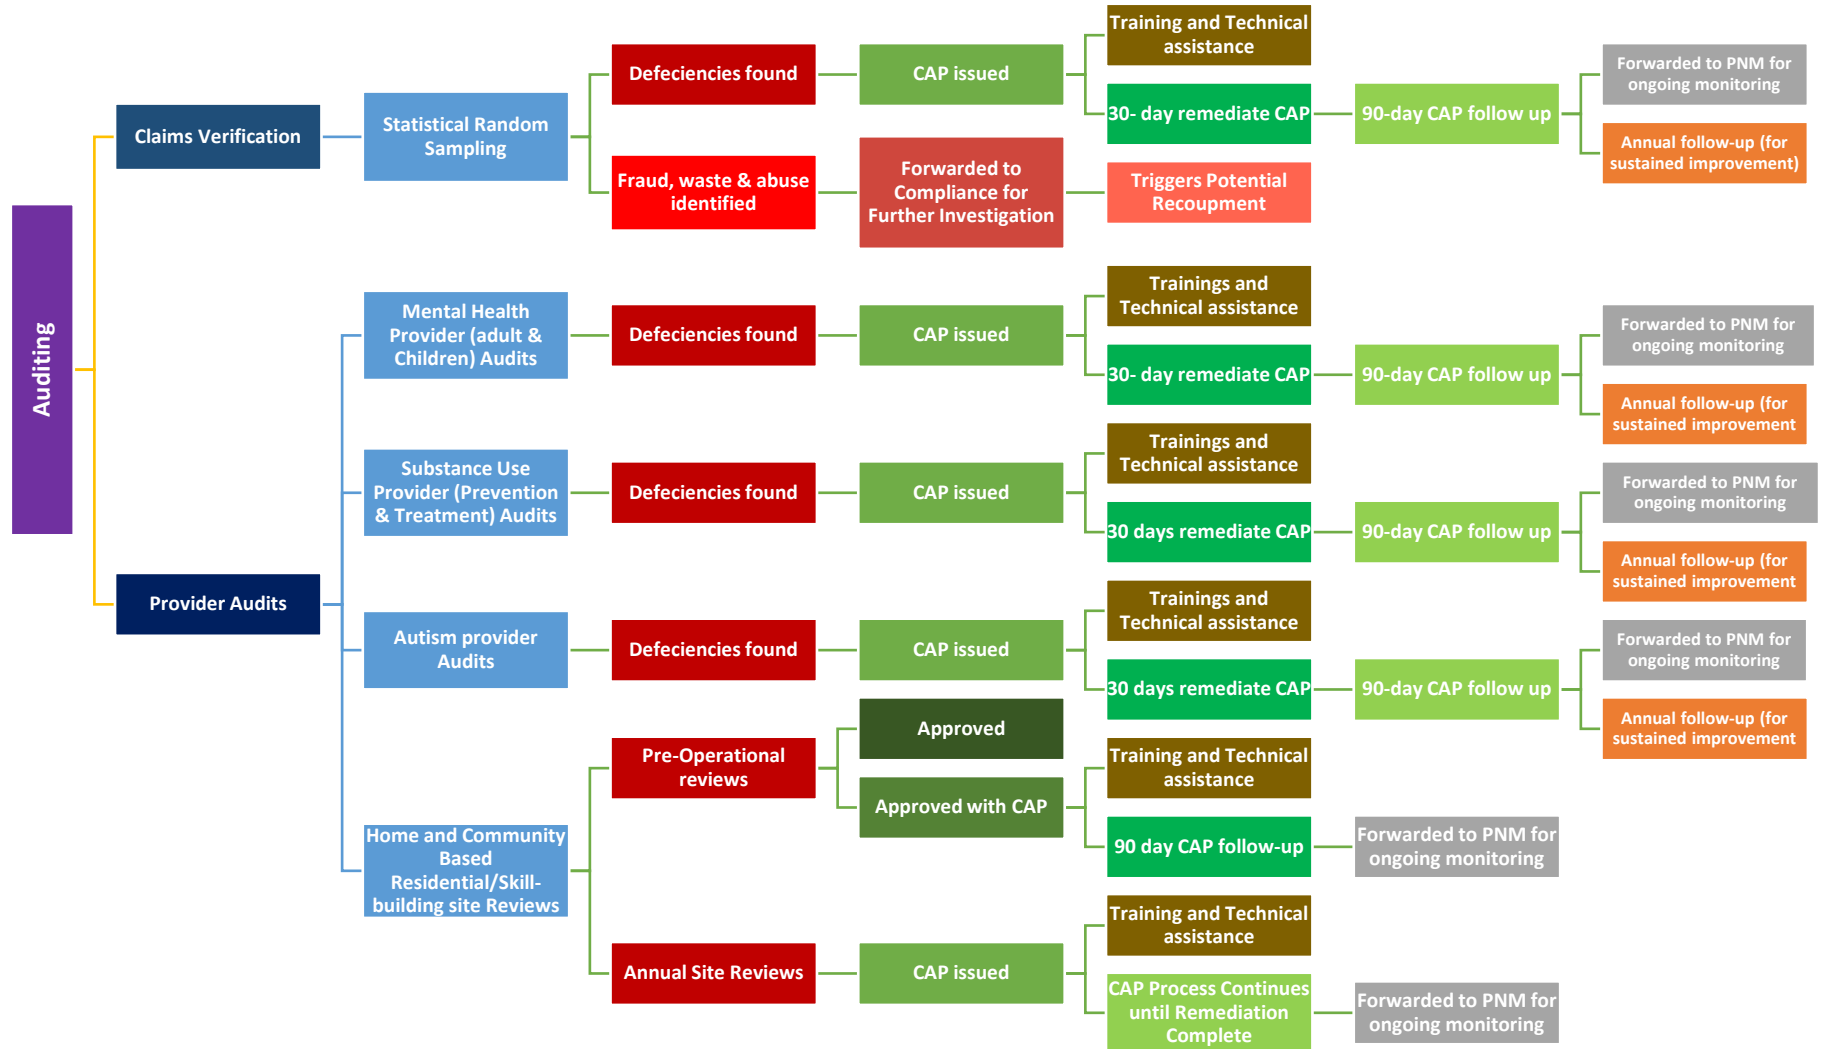 Auditing
Claims Verification
Statistical Random
Sampling
Defeciencies found
CAP issued
Training and Technical
assistance
30- day remediate CAP
90-day CAP follow up
Forwarded to PNM for
ongoing monitoring
Annual follow-up (for
sustained improvement)
Fraud, waste & abuse
identified
Forwarded to
Compliance for
Further Investigation
Triggers Potential
Recoupment
Provider Audits
Mental Health
Provider (adult &
Children) Audits
Defeciencies found
CAP issued
Trainings and
Technical assistance
30- day remediate CAP
90-day CAP follow up
Forwarded to PNM for
ongoing monitoring
Annual follow-up (for
sustained improvement
Substance Use
Provider (Prevention
& Treatment) Audits
Defeciencies found
CAP issued
Trainings and
Technical assistance
30 days remediate CAP
90-day CAP follow up
Forwarded to PNM for
ongoing monitoring
Annual follow-up (for
sustained improvement
Autism provider
Audits
Defeciencies found
CAP issued
Trainings and
Technical assistance
30 days remediate CAP
90-day CAP follow up
Forwarded to PNM for
ongoing monitoring
Annual follow-up (for
sustained improvement
Home and Community
Based
Residential/Skill-
building site Reviews
Pre-Operational
reviews
Approved
Approved with CAP
Training and Technical
assistance
90 day CAP follow-up
Forwarded to PNM for
ongoing monitoring
Annual Site Reviews
CAP issued
Training and Technical
assistance
CAP Process Continues
until Remediation
Complete
Forwarded to PNM for
ongoing monitoring